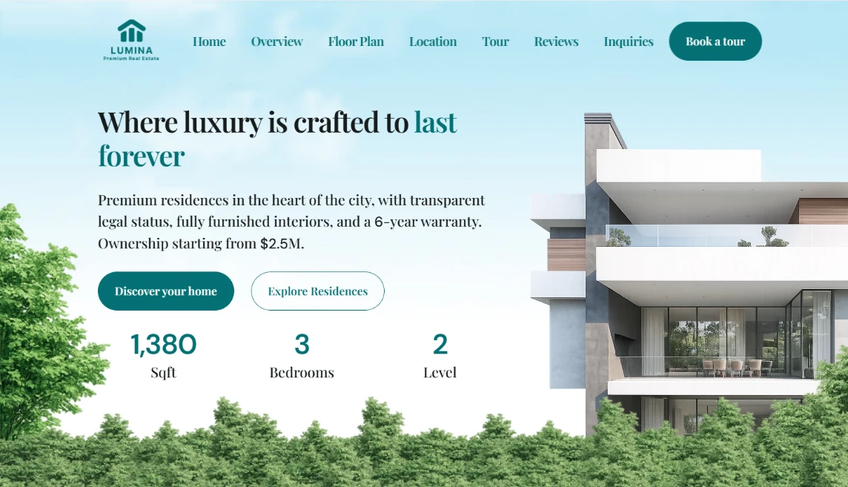 LUMINA
Premium Real Estate
Home Overview Floor Plan Location Tour Reviews Inquiries Book a tour
Where luxury is crafted to last
forever
Premium residences in the heart of the city, with transparent
legal status, fully furnished interiors, and a 6-year warranty.
Ownership starting from $2.5M.
Discover your home Explore Residences
1,380 3 2
Sqft Bedrooms Level